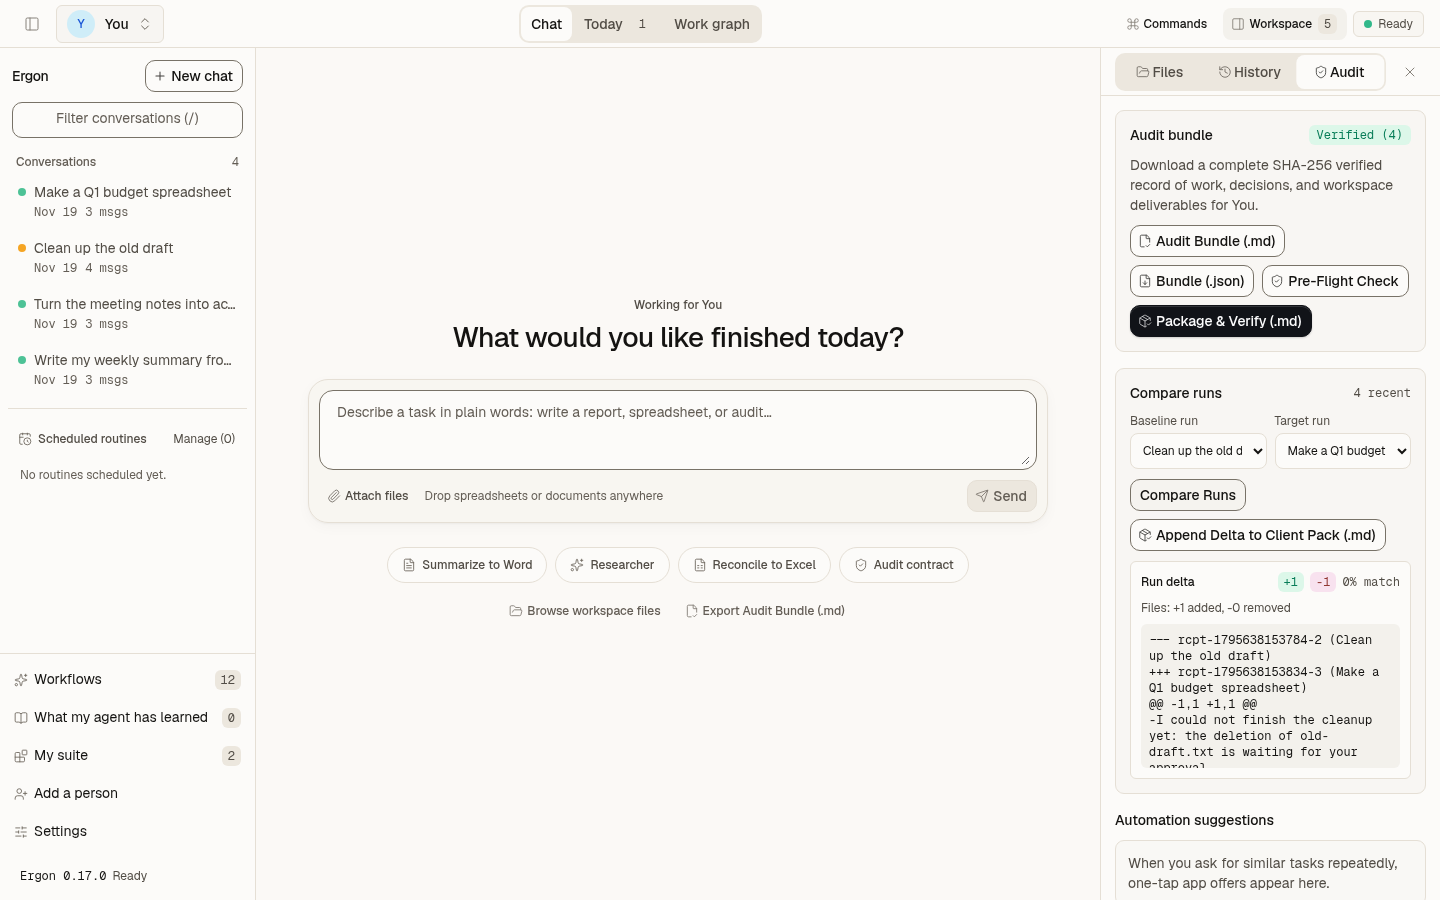 Y You
Chat Today 1 Work graph
Commands Workspace 5 Ready
Ergon
New chat
Filter conversations (/)
Conversations 4
Make a Q1 budget spreadsheet
Nov 19 3 msgs
Clean up the old draft
Nov 19 4 msgs
Turn the meeting notes into ac…
Nov 19 3 msgs
Write my weekly summary fro…
Nov 19 3 msgs
Scheduled routines Manage (0)
No routines scheduled yet.
Workflows 12
What my agent has learned 0
My suite 2
Add a person
Settings
Ergon 0.17.0 Ready
Working for You
What would you like finished today?
Describe a task in plain words: write a report, spreadsheet, or audit…
Attach files Drop spreadsheets or documents anywhere Send
Summarize to Word Researcher Reconcile to Excel Audit contract
Browse workspace files Export Audit Bundle (.md)
Files History Audit
Audit bundle Verified (4)
Download a complete SHA-256 verified
record of work, decisions, and workspace
deliverables for You.
Audit Bundle (.md)
Bundle (.json) Pre-Flight Check
Package & Verify (.md)
Compare runs 4 recent
Baseline run Target run
Clean up the old d Make a Q1 budget
Compare Runs
Append Delta to Client Pack (.md)
Run delta +1 -1 0% match
Files: +1 added, -0 removed
--- rcpt-1795638153784-2 (Clean
up the old draft)
+++ rcpt-1795638153834-3 (Make a
Q1 budget spreadsheet)
@@ -1,1 +1,1 @@
-I could not finish the cleanup
yet: the deletion of old-
draft.txt is waiting for your
approval
Automation suggestions
When you ask for similar tasks repeatedly,
one-tap app offers appear here.